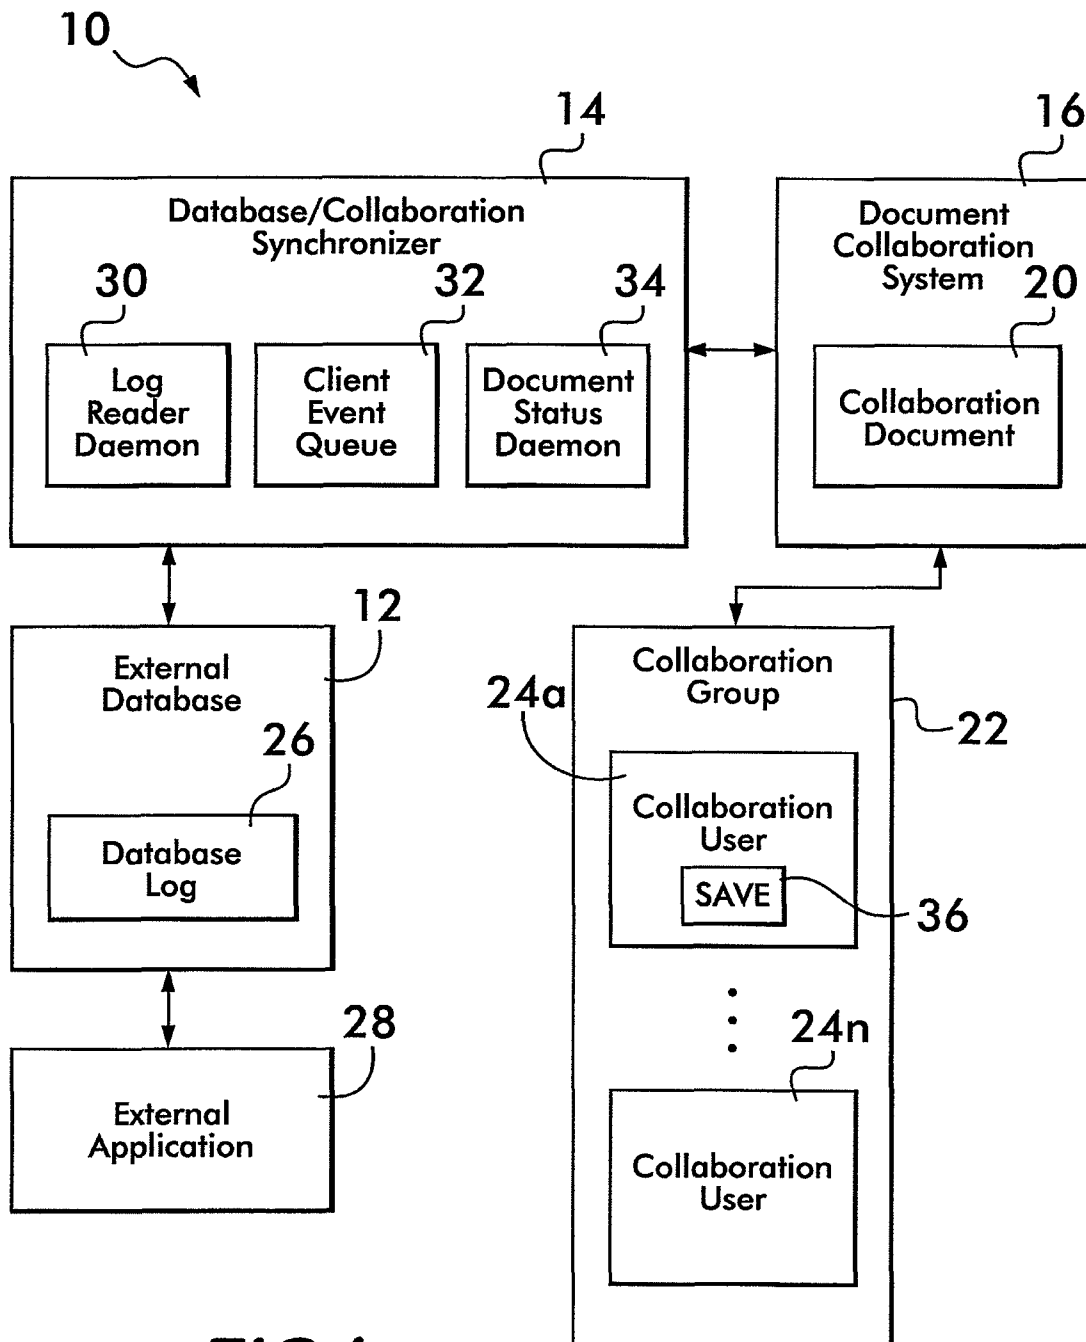 10
14
16
Database/Collaboration
Synchronizer
Document
Collaboration
System
30
32
34
20
Log
Reader
Daemon
Client
Event
Queue
Document
Status
Daemon
Collaboration
Document
12
External
Database
Collaboration
Group
24a
22
26
Database
Log
Collaboration
User
SAVE
36
28
24n
External
Application
Collaboration
User